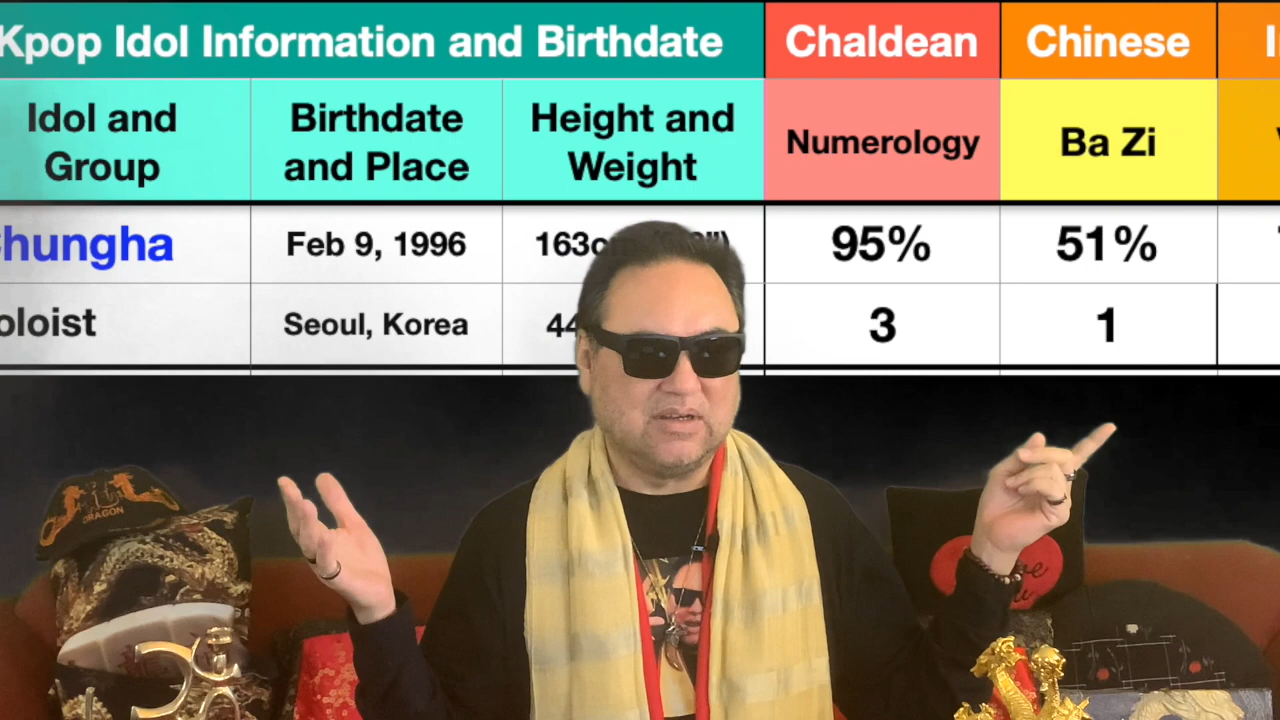 Kpop Idol Information and Birthdate Chaldean Chinese
Idol and Group Birthdate and Place Height and Weight Numerology Ba Zi
hungha Feb 9, 1996 95% 51%
oloist Seoul, Korea 44 3 1
DRAGON